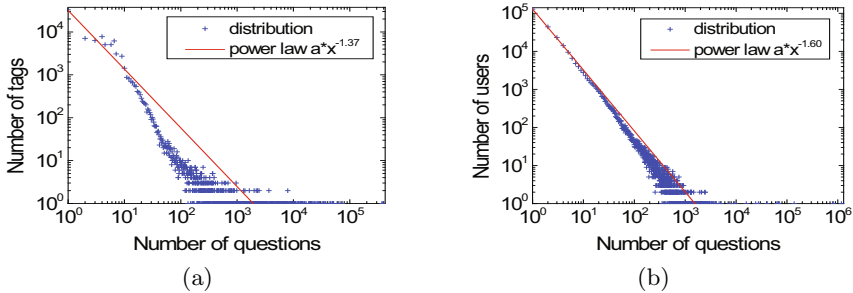 distribution
power law a*x^-1.37
Number of tags
10^4
10^3
10^2
10^1
10^0
10^0 10^1 10^2 10^3 10^4 10^5
Number of questions
(a)
distribution
power law a*x^-1.60
Number of users
10^5
10^4
10^3
10^2
10^1
10^0
10^0 10^1 10^2 10^3 10^4 10^5 10^6
Number of questions
(b)